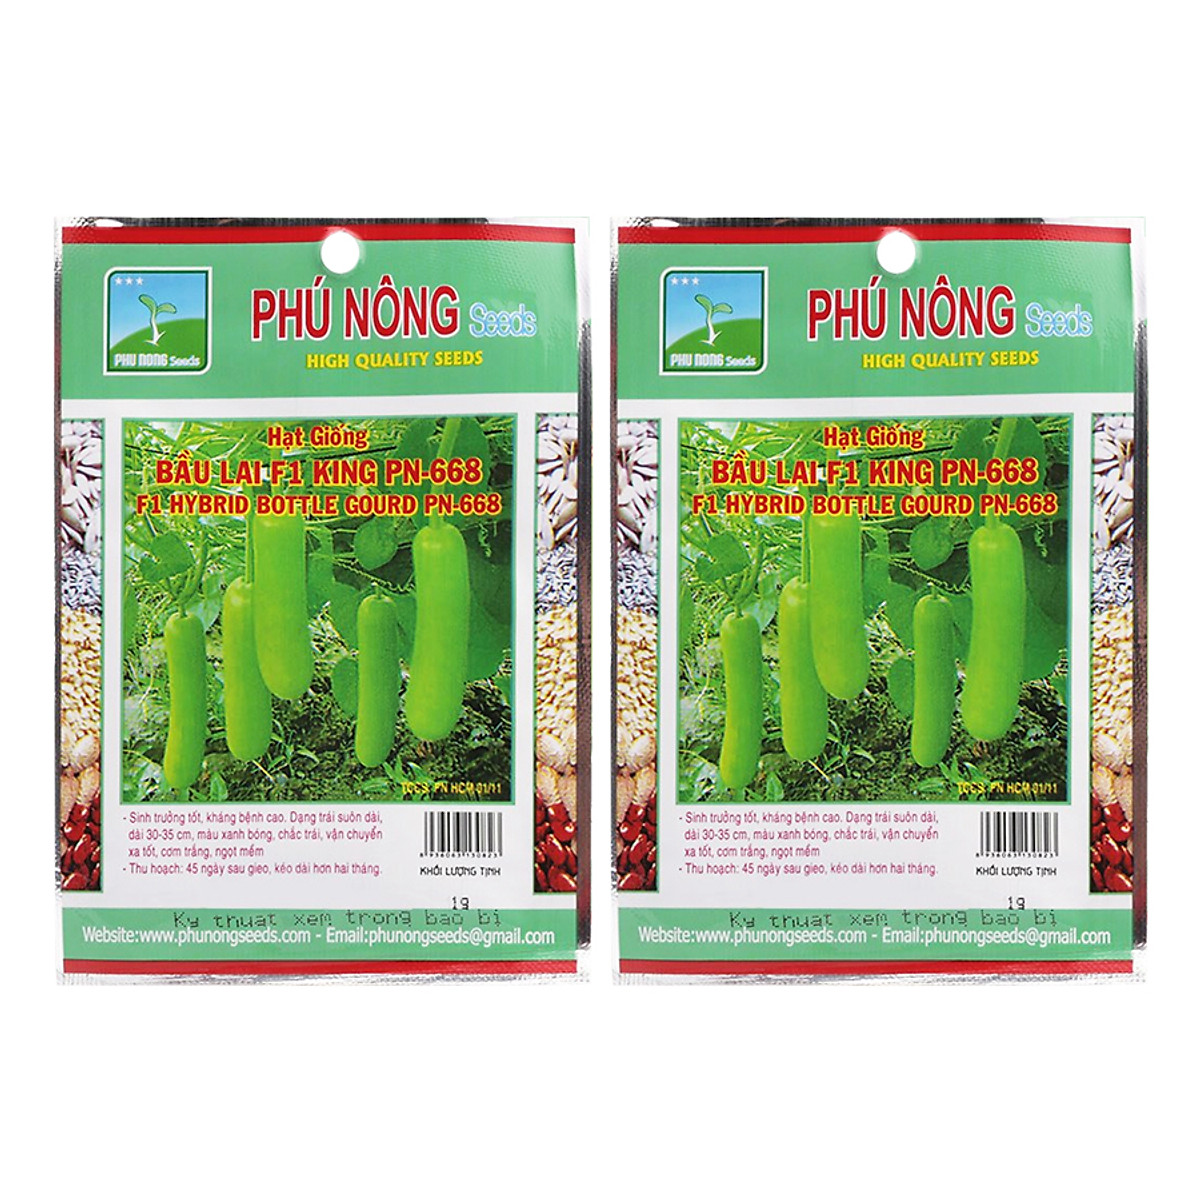 ★★★
PHU NONG Seeds
PHÚ NÔNG Seeds
HIGH QUALITY SEEDS
Hạt Giống
BẦU LAI F1 KING PN-668
F1 HYBRID BOTTLE GOURD PN-668
TCCS. PN HCM 01/11
- Sinh trưởng tốt, kháng bệnh cao. Dạng trái suôn dài,
dài 30-35 cm, màu xanh bóng, chắc trái, vận chuyển
xa tốt, cơm trắng, ngọt mềm
- Thu hoạch: 45 ngày sau gieo, kéo dài hơn hai tháng.
8 936063 130823
KHỐI LƯỢNG TỊNH
1g
Ky thuat xem trong bao bi
Website:www.phunongseeds.com - Email:phunongseeds@gmail.com
★★★
PHU NONG Seeds
PHÚ NÔNG Seeds
HIGH QUALITY SEEDS
Hạt Giống
BẦU LAI F1 KING PN-668
F1 HYBRID BOTTLE GOURD PN-668
TCCS. PN HCM 01/11
- Sinh trưởng tốt, kháng bệnh cao. Dạng trái suôn dài,
dài 30-35 cm, màu xanh bóng, chắc trái, vận chuyển
xa tốt, cơm trắng, ngọt mềm
- Thu hoạch: 45 ngày sau gieo, kéo dài hơn hai tháng.
8 936063 130823
KHỐI LƯỢNG TỊNH
1g
Ky thuat xem trong bao bi
Website:www.phunongseeds.com - Email:phunongseeds@gmail.com